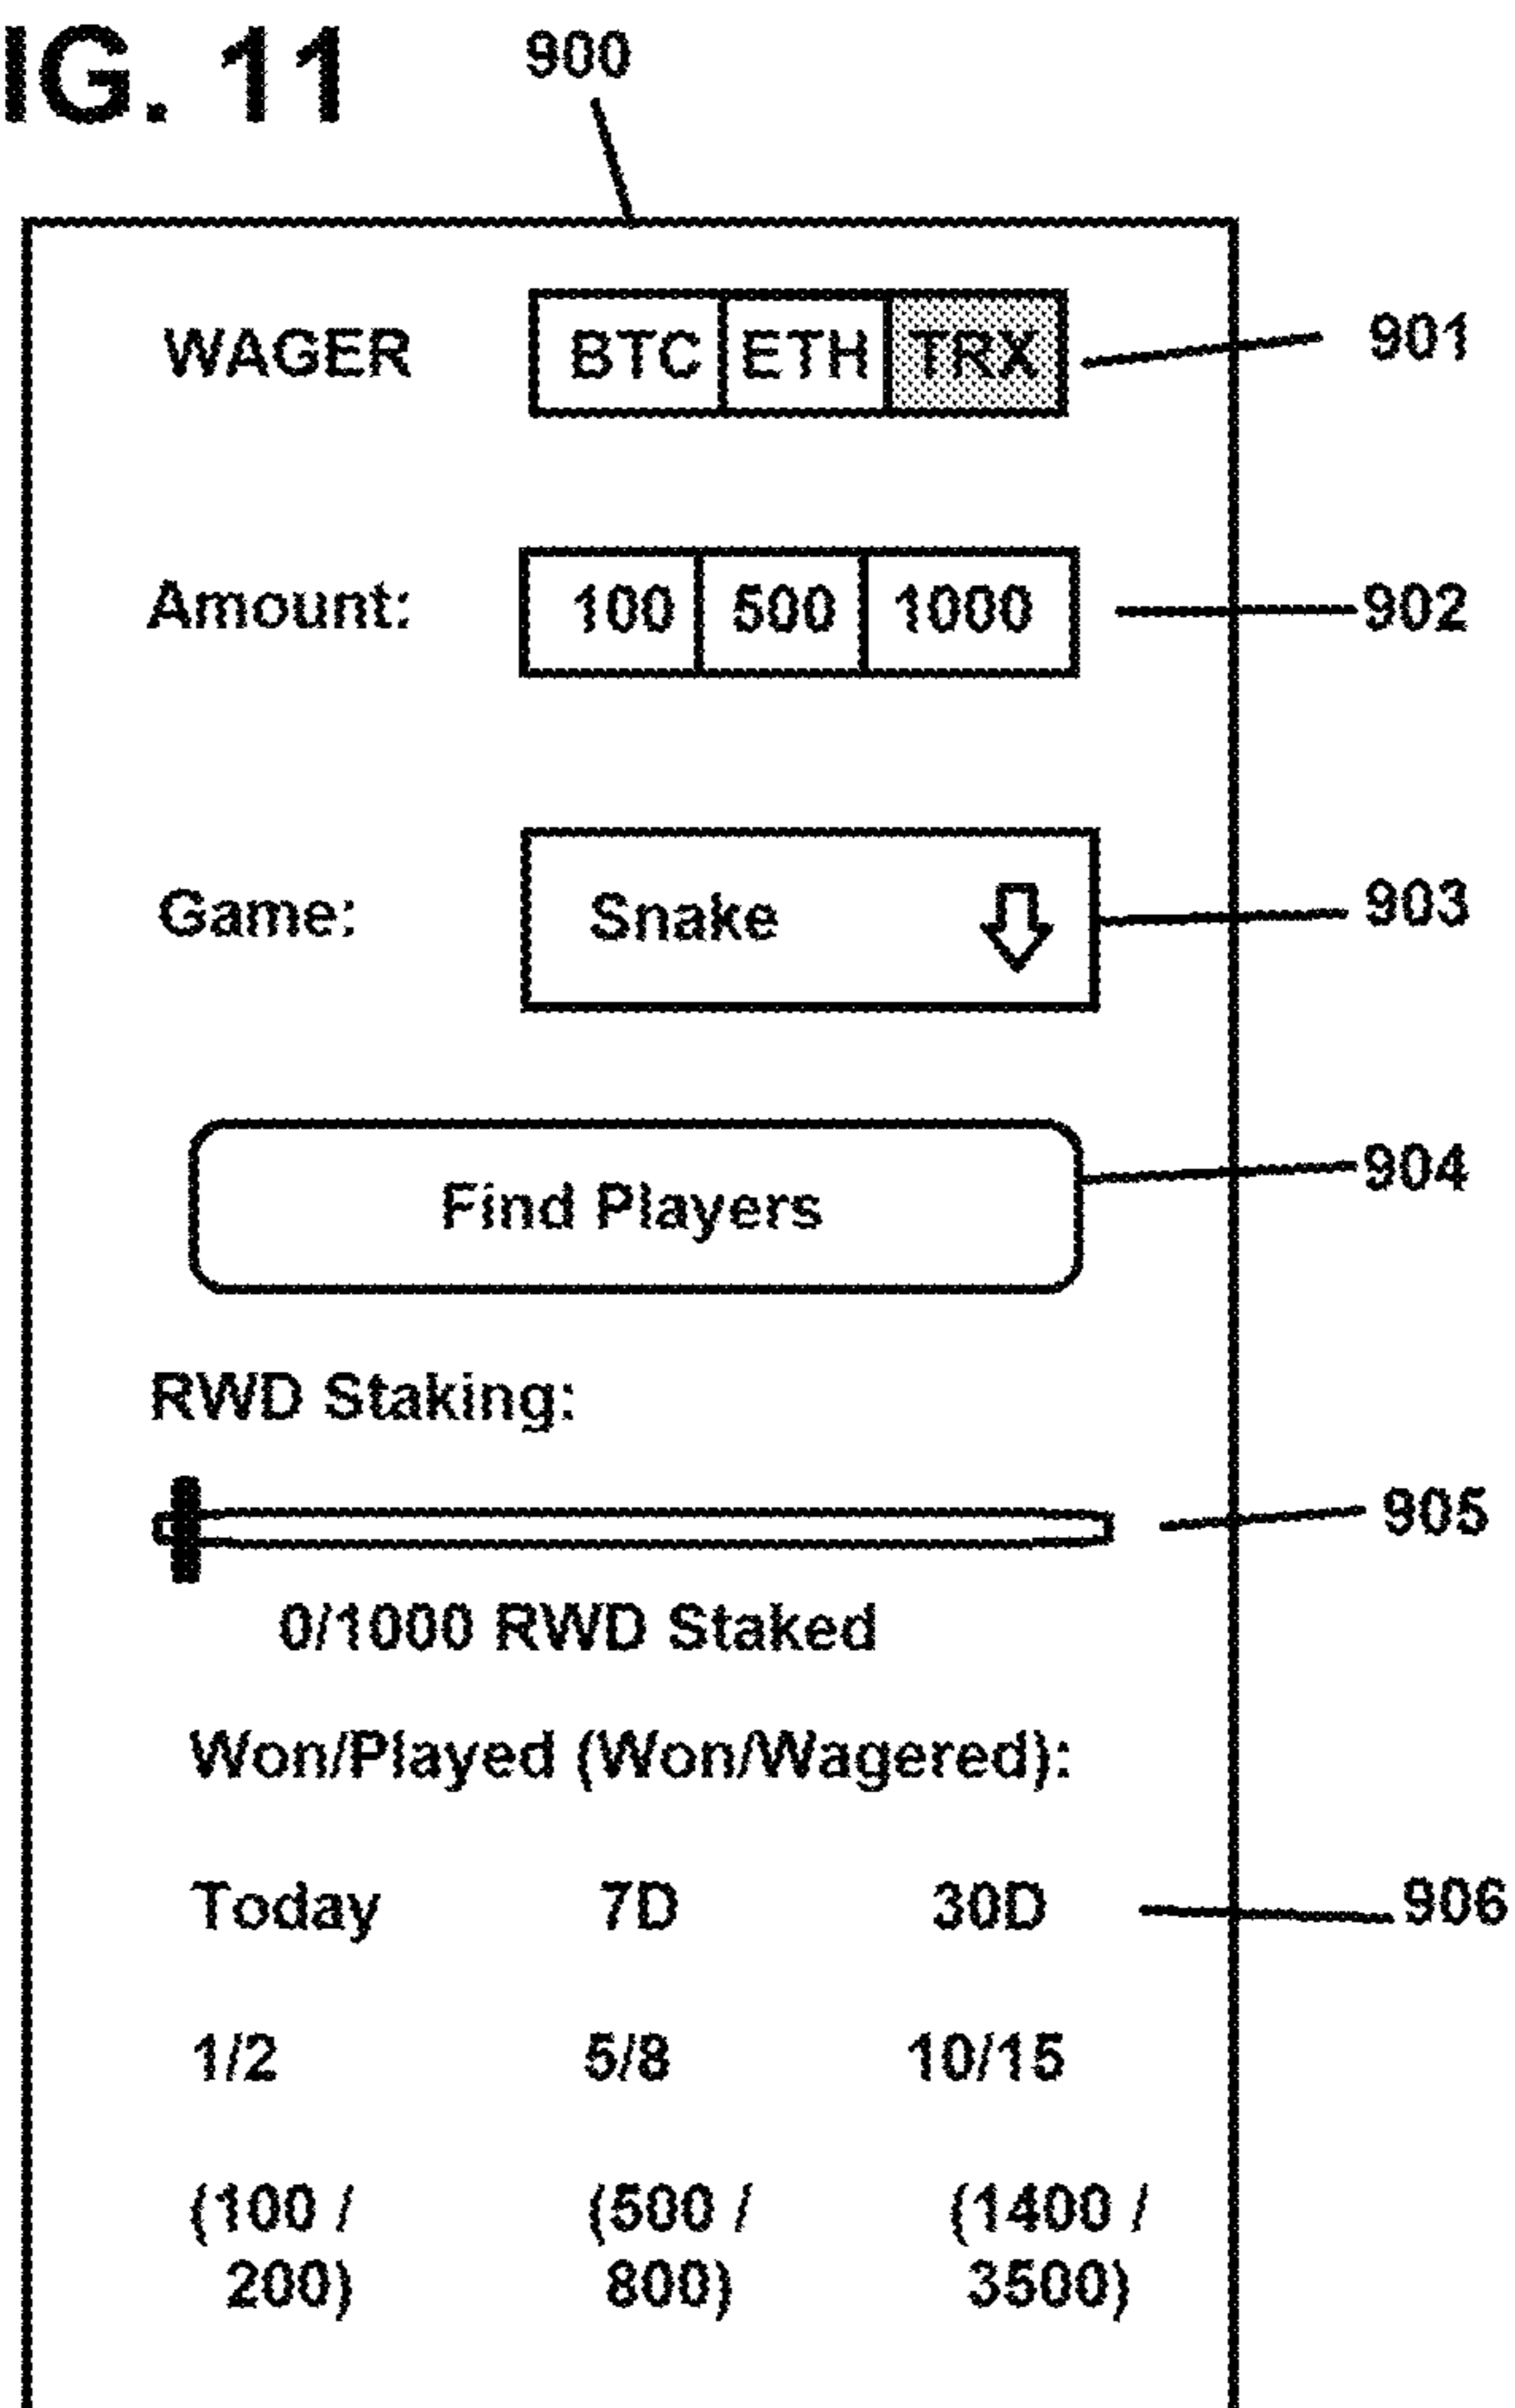 IG. 11
900
WAGER BTC ETH TRX 901
Amount: 100 500 1000 902
Game: Snake 903
Find Players 904
RWD Staking:
905
0/1000 RWD Staked
Won/Played (Won/Wagered):
Today 7D 30D 906
1/2 5/8 10/15
(100 / (500 / (1400 /
200) 800) 3500)